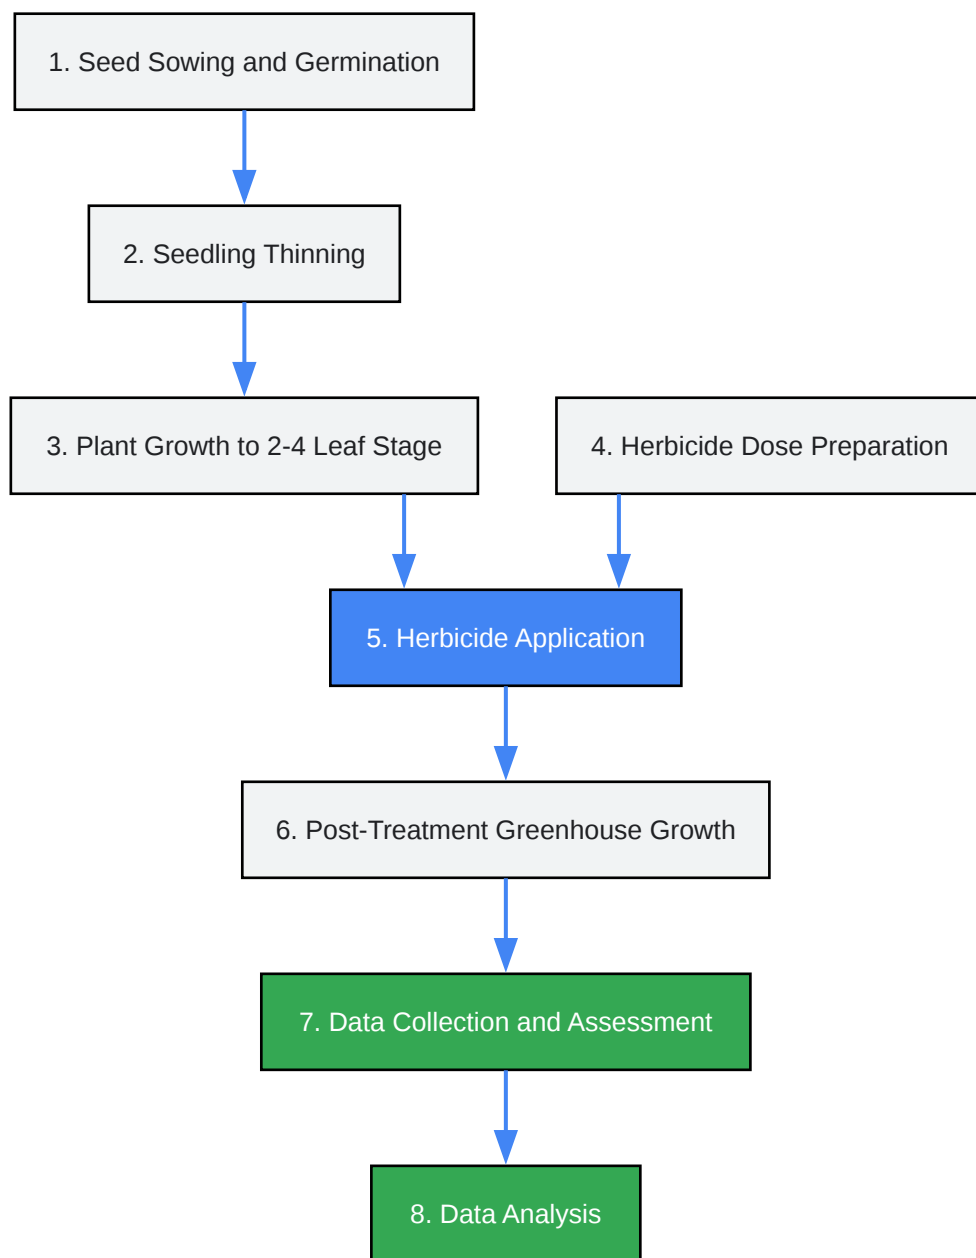 1. Seed Sowing and Germination
2. Seedling Thinning
3. Plant Growth to 2-4 Leaf Stage
4. Herbicide Dose Preparation
5. Herbicide Application
6. Post-Treatment Greenhouse Growth
7. Data Collection and Assessment
8. Data Analysis